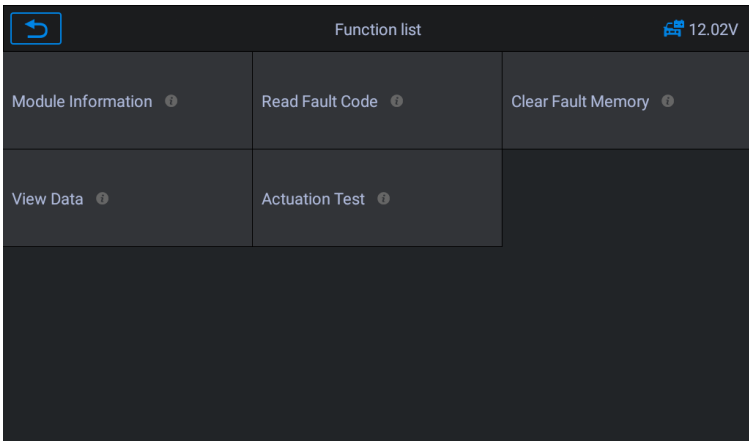 Function list
12.02V
Module Information
Read Fault Code
Clear Fault Memory
View Data
Actuation Test